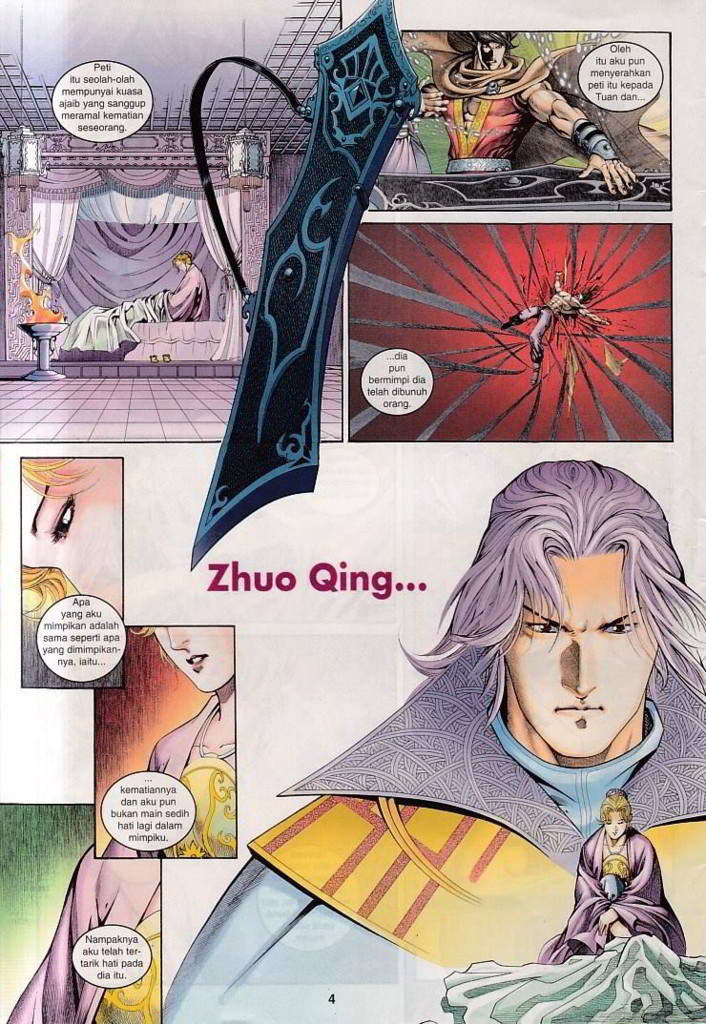 Peti
itu seolah-olah
mempunyai kuasa
ajaib yang sanggup
meramal kematian
seseorang.
Oleh
itu aku pun
menyerahkan
peti itu kepada
Tuan dan...
...dia
pun
bermimpi dia
telah dibunuh
orang.
Zhuo Qing...
Apa
yang aku
mimpikan adalah
sama seperti apa
yang dimimpikan-
nya, iaitu...
...
kematiannya
dan aku pun
bukan main sedih
hati lagi dalam
mimpiku.
Nampaknya
aku telah ter-
tarik hati pada
dia itu.
4